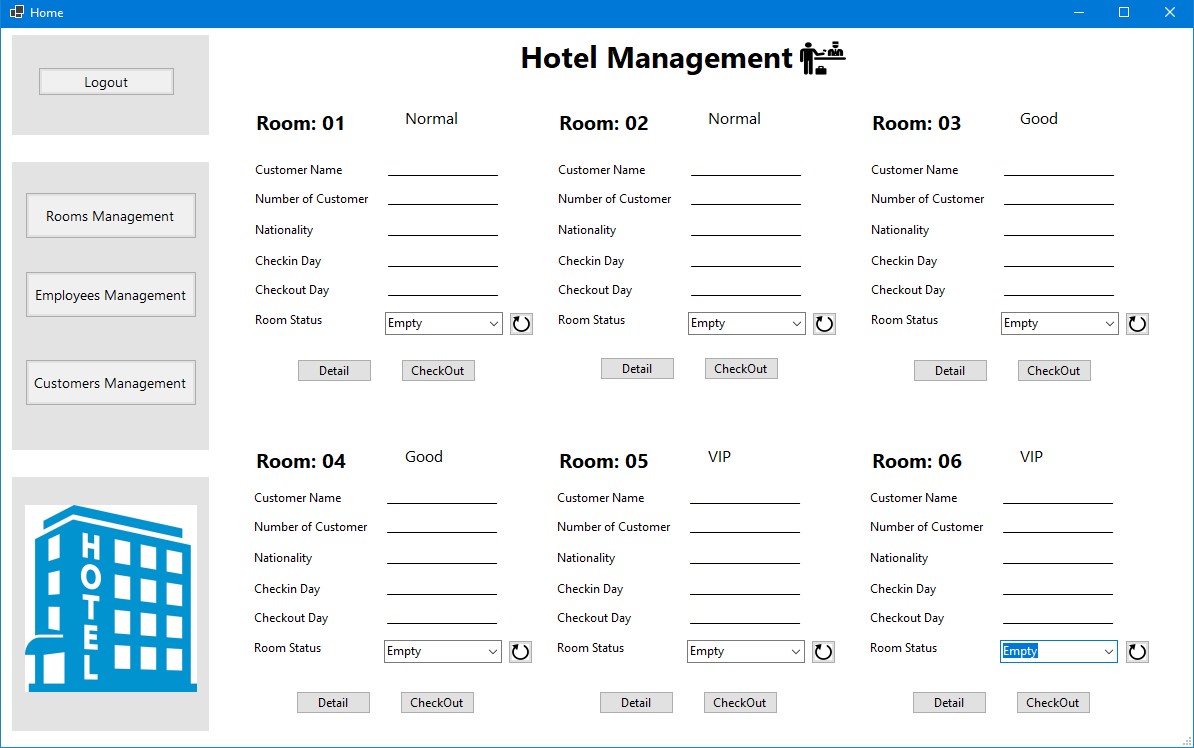 Home
Logout
Rooms Management
Employees Management
Customers Management
HOTEL
Hotel Management
Room: 01 Normal
Customer Name
Number of Customer
Nationality
Checkin Day
Checkout Day
Room Status Empty
Detail CheckOut
Room: 02 Normal
Customer Name
Number of Customer
Nationality
Checkin Day
Checkout Day
Room Status Empty
Detail CheckOut
Room: 03 Good
Customer Name
Number of Customer
Nationality
Checkin Day
Checkout Day
Room Status Empty
Detail CheckOut
Room: 04 Good
Customer Name
Number of Customer
Nationality
Checkin Day
Checkout Day
Room Status Empty
Detail CheckOut
Room: 05 VIP
Customer Name
Number of Customer
Nationality
Checkin Day
Checkout Day
Room Status Empty
Detail CheckOut
Room: 06 VIP
Customer Name
Number of Customer
Nationality
Checkin Day
Checkout Day
Room Status Empty
Detail CheckOut